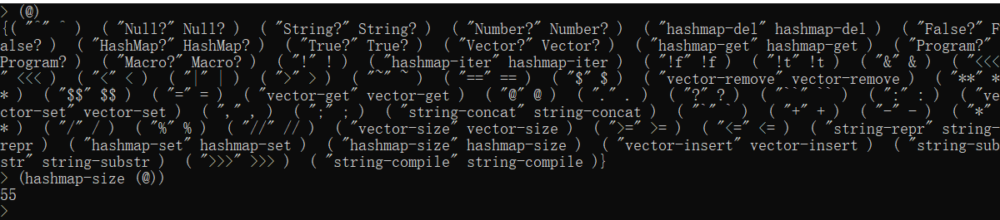 > (@)
{( "^" ^ )  ( "Null?" Null? )  ( "String?" String? )  ( "Number?" Number? )  ( "hashmap-del" hashmap-del )  ( "False?" F
alse? )  ( "HashMap?" HashMap? )  ( "True?" True? )  ( "Vector?" Vector? )  ( "hashmap-get" hashmap-get )  ( "Program?"
Program? )  ( "Macro?" Macro? )  ( "!" ! )  ( "hashmap-iter" hashmap-iter )  ( "!f" !f )  ( "!t" !t )  ( "&" & )  ( "<<<
" <<< )  ( "<" < )  ( "|" | )  ( ">" > )  ( "~" ~ )  ( "==" == )  ( "$" $ )  ( "vector-remove" vector-remove )  ( "**" *
* )  ( "$$" $$ )  ( "=" = )  ( "vector-get" vector-get )  ( "@" @ )  ( "." . )  ( "?" ? )  ( "``" `` )  ( ":" : )  ( "ve
ctor-set" vector-set )  ( "," , )  ( ";" ; )  ( "string-concat" string-concat )  ( "`" ` )  ( "+" + )  ( "-" - )  ( "*"
* )  ( "/" / )  ( "%" % )  ( "//" // )  ( "vector-size" vector-size )  ( ">=" >= )  ( "<=" <= )  ( "string-repr" string-
repr )  ( "hashmap-set" hashmap-set )  ( "hashmap-size" hashmap-size )  ( "vector-insert" vector-insert )  ( "string-sub
str" string-substr )  ( ">>>" >>> )  ( "string-compile" string-compile )}
> (hashmap-size (@))
55
>